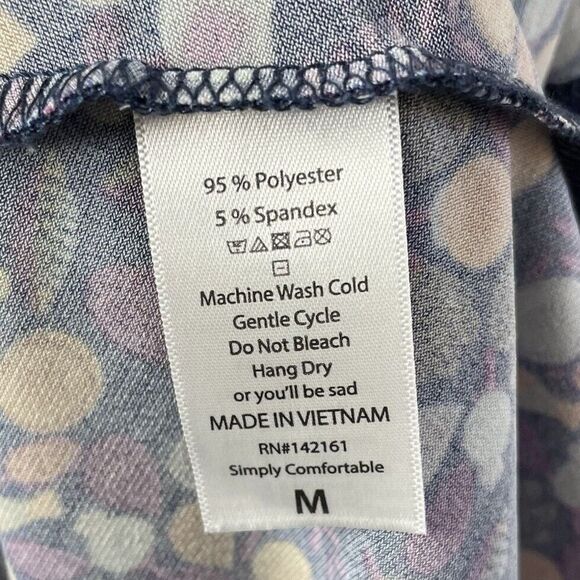 95 % Polyester
5 % Spandex
Machine Wash Cold
Gentle Cycle
Do Not Bleach
Hang Dry
or you'll be sad
MADE IN VIETNAM
RN#142161
Simply Comfortable
M